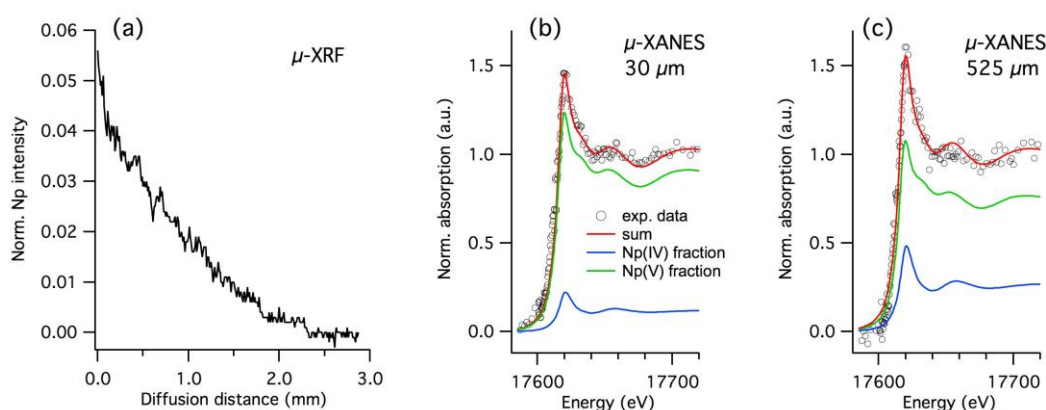 (a)
μ-XRF
0.06
0.05
0.04
0.03
0.02
0.01
0.00
Norm. Np intensity
0.0
1.0
2.0
3.0
Diffusion distance (mm)
(b)
μ-XANES
30 μm
1.5
1.0
0.5
0.0
Norm. absorption (a.u.)
exp. data
sum
Np(IV) fraction
Np(V) fraction
17600
17700
Energy (eV)
(c)
μ-XANES
525 μm
1.5
1.0
0.5
0.0
Norm. absorption (a.u.)
17600
17700
Energy (eV)